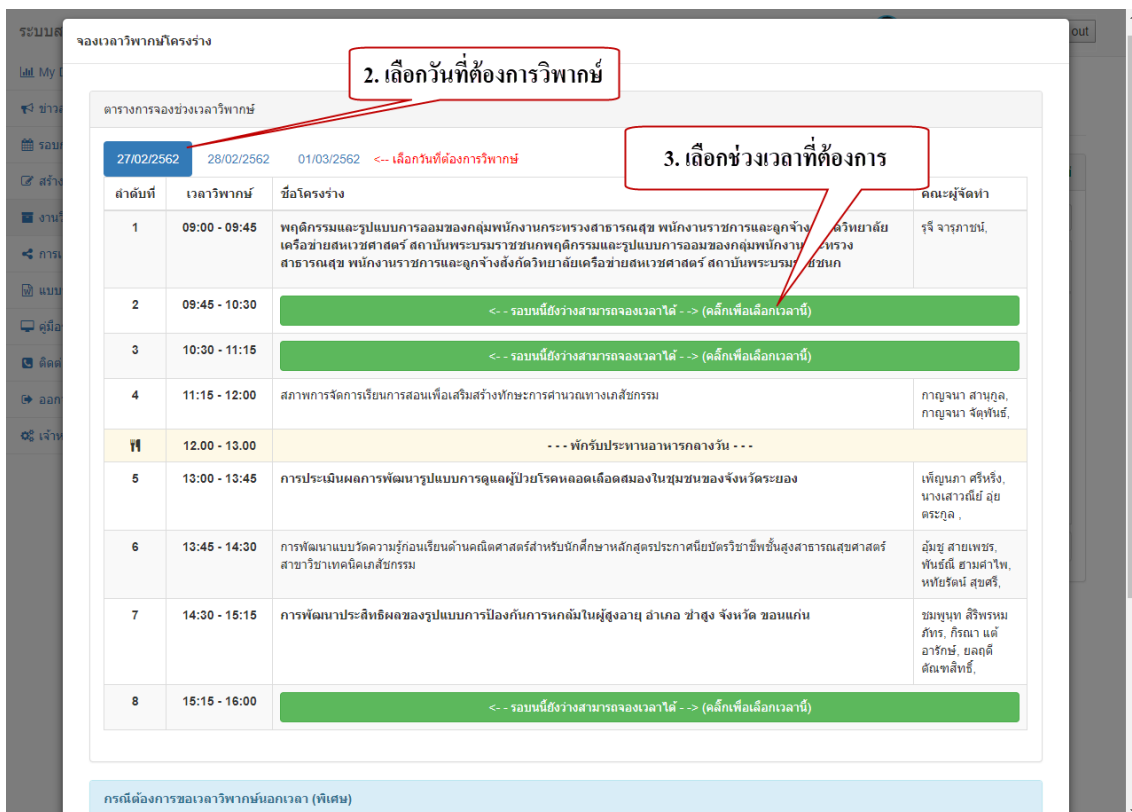 ระบบส
out
จองเวลาวิพากษ์โครงร่าง
2. เลือกวันที่ต้องการวิพากษ์
My
ตารางการจองช่วงเวลาวิพากษ์
27/02/2562 28/02/2562 01/03/2562 <-- เลือกวันที่ต้องการวิพากษ์
3. เลือกช่วงเวลาที่ต้องการ
ลำดับที่ เวลาวิพากษ์ ชื่อโครงร่าง คณะผู้จัดทำ
1 09:00 - 09:45 พฤติกรรมและรูปแบบการออมของกลุ่มพนักงานกระทรวงสาธารณสุข พนักงานราชการและลูกจ้าง วิทยาลัย รุจี จารุภาชน์,
เครือข่ายสหเวชศาสตร์ สถาบันพระบรมราชชนกพฤติกรรมและรูปแบบการออมของกลุ่มพนักงาน
สาธารณสุข พนักงานราชการและลูกจ้างสังกัดวิทยาลัยเครือข่ายสหเวชศาสตร์ สถาบันพระบรมราชชนก
2 09:45 - 10:30 <- - รอบนนี้ยังว่างสามารถจองเวลาได้ - -> (คลิ๊กเพื่อเลือกเวลานี้)
3 10:30 - 11:15 <- - รอบนนี้ยังว่างสามารถจองเวลาได้ - -> (คลิ๊กเพื่อเลือกเวลานี้)
4 11:15 - 12:00 สภาพการจัดการเรียนการสอนเพื่อเสริมสร้างทักษะการคำนวณทางเภสัชกรรม กาญจนา สานุกูล,
กาญจนา จัตุพันธ์,
12.00 - 13.00 - - - พักรับประทานอาหารกลางวัน - - -
5 13:00 - 13:45 การประเมินผลการพัฒนารูปแบบการดูแลผู้ป่วยโรคหลอดเลือดสมองในชุมชนของจังหวัดระยอง เพ็ญนภา ศรีหริ่ง,
นางเสาวณีย์ อุ่ย
ตระกูล ,
6 13:45 - 14:30 การพัฒนาแบบวัดความรู้ก่อนเรียนด้านคณิตศาสตร์สำหรับนักศึกษาหลักสูตรประกาศนียบัตรวิชาชีพชั้นสูงสาธารณสุขศาสตร์ อุ้มชู สายเพชร,
สาขาวิชาเทคนิคเภสัชกรรม พันธ์ณี ฮามคำไพ,
หทัยรัตน์ สุขศรี,
7 14:30 - 15:15 การพัฒนาประสิทธิผลของรูปแบบการป้องกันการหกล้มในผู้สูงอายุ อำเภอ ซำสูง จังหวัด ขอนแก่น ชมพูนุท สิริพรหม
ภัทร, กิรณา แต้
อารักษ์, ยลฤดี
ตัณฑสิทธิ์,
8 15:15 - 16:00 <- - รอบนนี้ยังว่างสามารถจองเวลาได้ - -> (คลิ๊กเพื่อเลือกเวลานี้)
กรณีต้องการขอเวลาวิพากษ์นอกเวลา (พิเศษ)